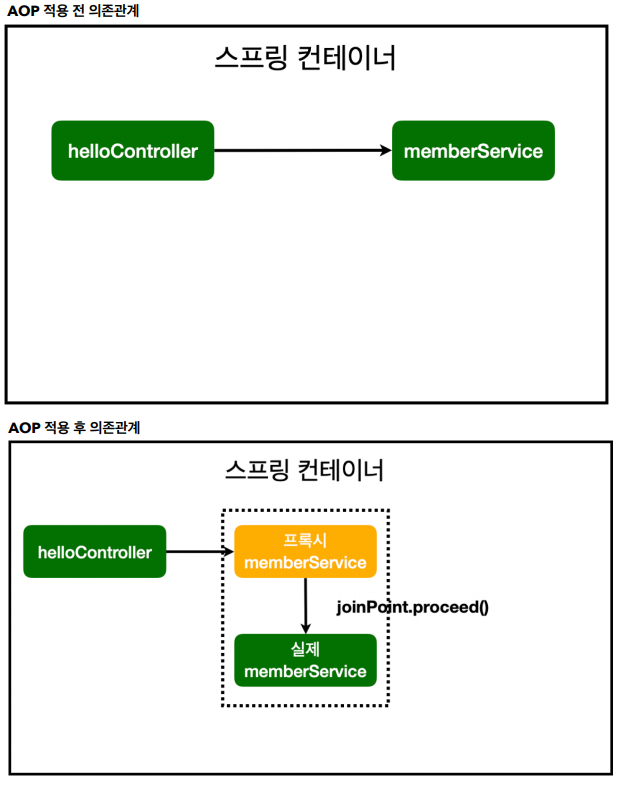 AOP 적용 전 의존관계
스프링 컨테이너
helloController
memberService
AOP 적용 후 의존관계
스프링 컨테이너
helloController
프록시
memberService
joinPoint.proceed()
실제
memberService